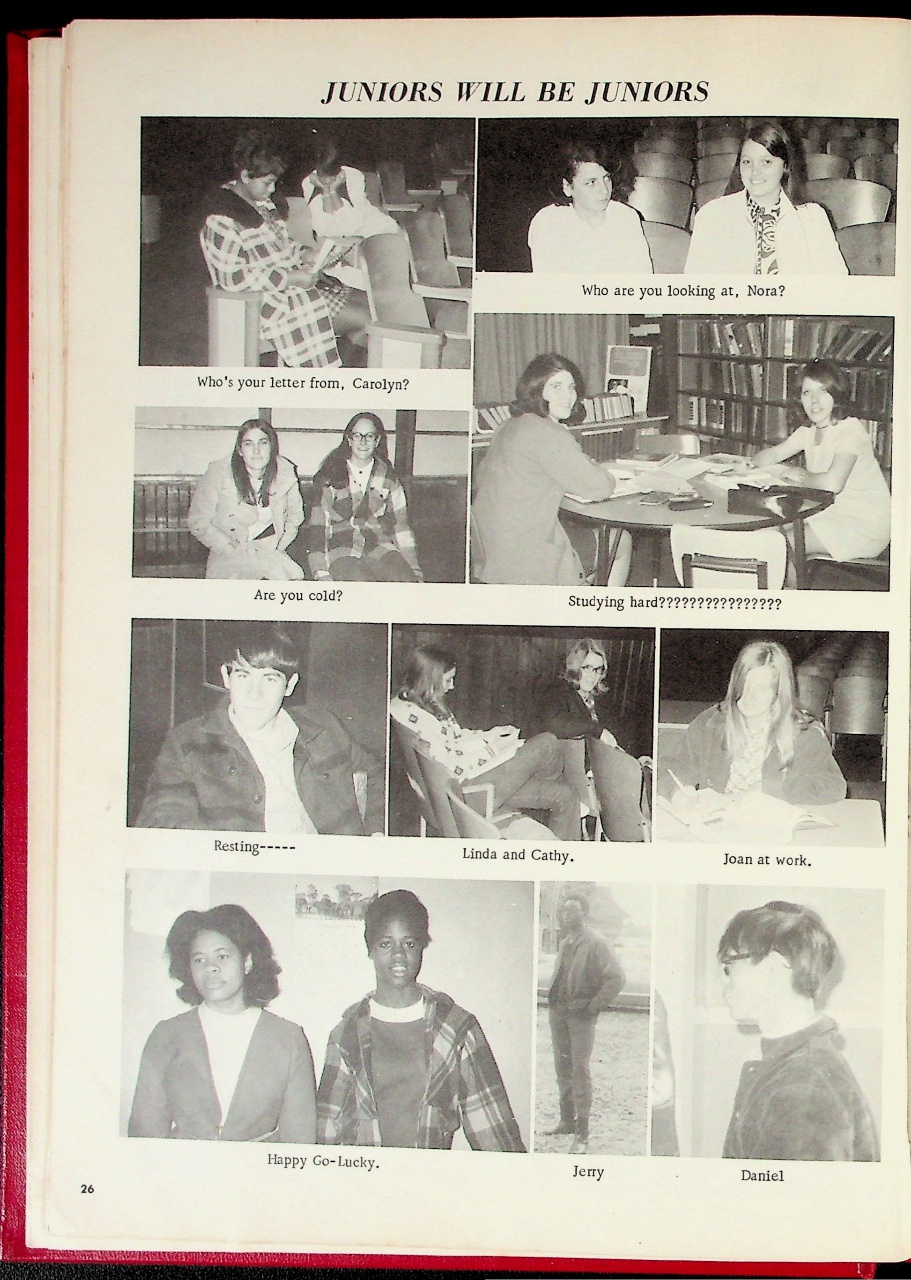 JUNIORS WILL BE JUNIORS
Who are you looking at, Nora?
Who's your letter from, Carolyn?
Are you cold?
Studying hard????????????????
Resting-----
Linda and Cathy.
Joan at work.
Happy Go-Lucky.
Jerry
Daniel
26